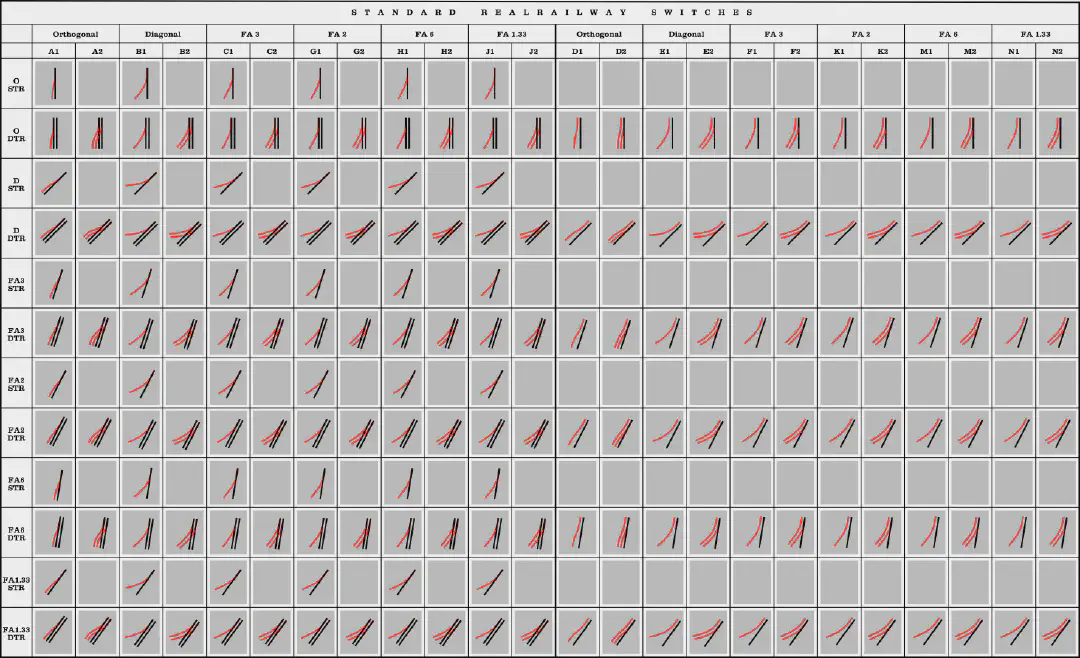 STANDARD REALRAILWAY SWITCHES
Orthogonal Diagonal FA 3 FA 2 FA 6 FA 1.33 Orthogonal Diagonal FA 3 FA 2 FA 6 FA 1.33
A1 A2 B1 B2 C1 C2 G1 G2 H1 H2 J1 J2 D1 D2 E1 E2 F1 F2 K1 K2 M1 M2 N1 N2
O
STR
O
DTR
D
STR
D
DTR
FA3
STR
FA3
DTR
FA2
STR
FA2
DTR
FA6
STR
FA6
DTR
FA1.33
STR
FA1.33
DTR